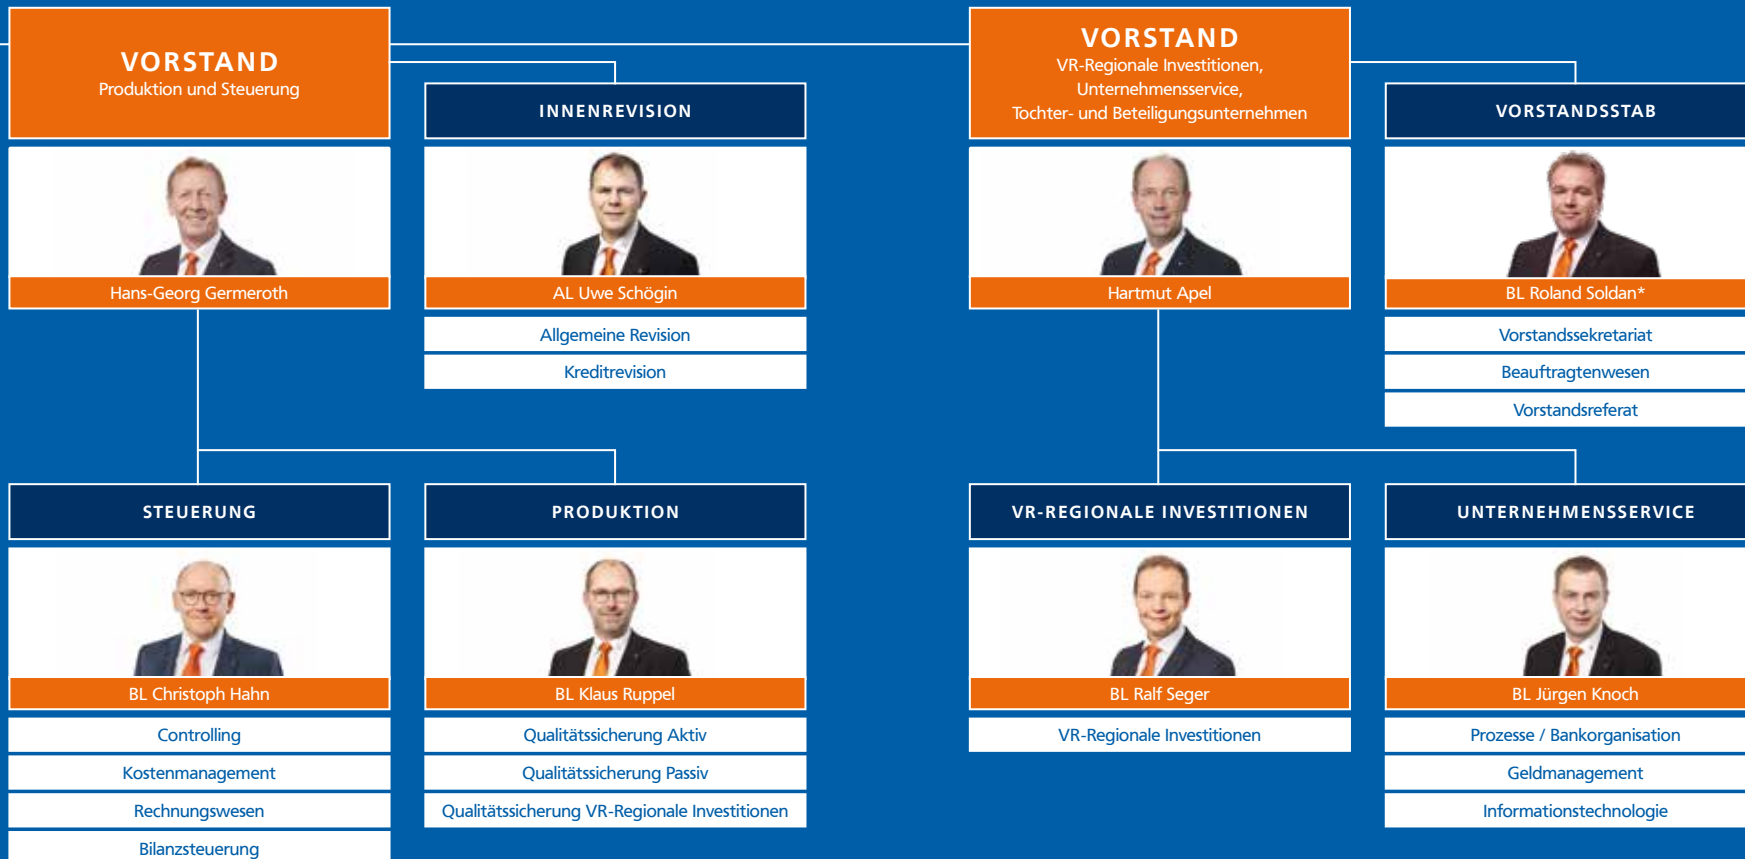 VORSTAND
Produktion und Steuerung
Hans-Georg Germeroth
INNENREVISION
AL Uwe Schögin
Allgemeine Revision
Kreditrevision
STEUERUNG
BL Christoph Hahn
Controlling
Kostenmanagement
Rechnungswesen
Bilanzsteuerung
PRODUKTION
BL Klaus Ruppel
Qualitätssicherung Aktiv
Qualitätssicherung Passiv
Qualitätssicherung VR-Regionale Investitionen
VORSTAND
VR-Regionale Investitionen,
Unternehmensservice,
Tochter- und Beteiligungsunternehmen
Hartmut Apel
VORSTANDSSTAB
BL Roland Soldan*
Vorstandssekretariat
Beauftragtenwesen
Vorstandsreferat
VR-REGIONALE INVESTITIONEN
BL Ralf Seger
VR-Regionale Investitionen
UNTERNEHMENSSERVICE
BL Jürgen Knoch
Prozesse / Bankorganisation
Geldmanagement
Informationstechnologie